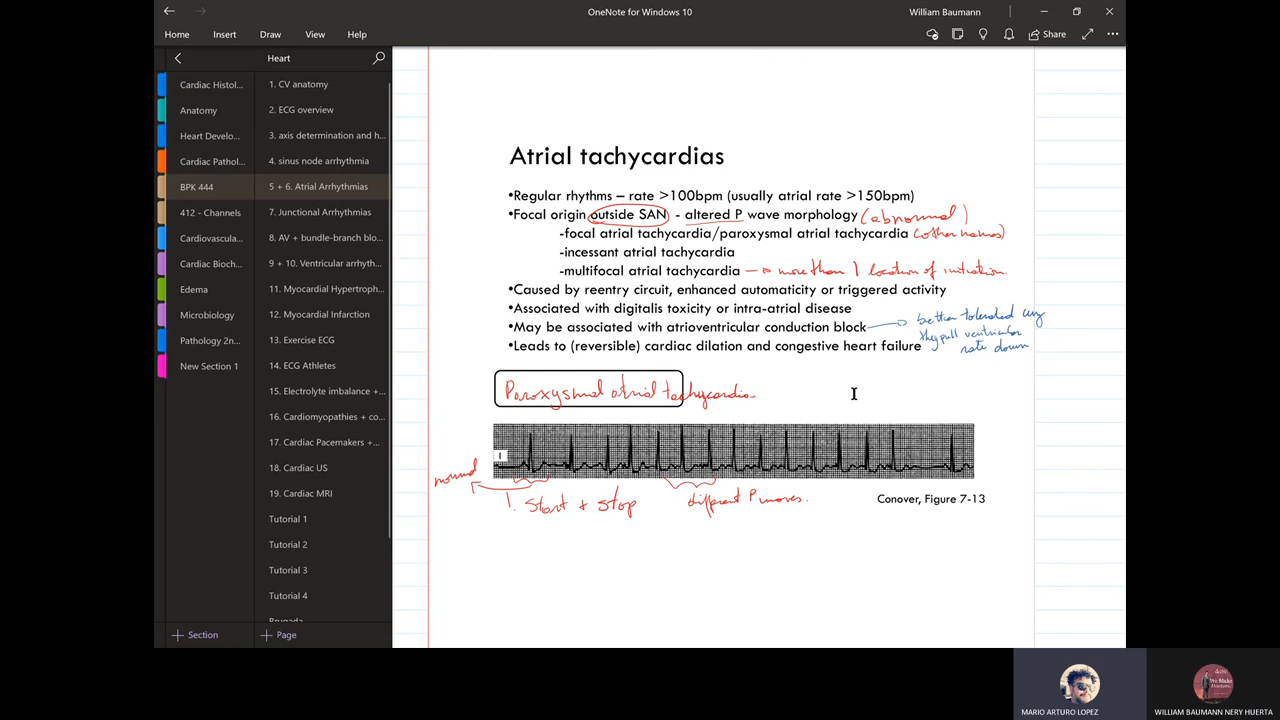 OneNote for Windows 10
William Baumann
Home Insert Draw View Help
Share
Heart
Cardiac Histol...
Anatomy
Heart Develo...
Cardiac Pathol...
BPK 444
412 - Channels
Cardiovascula...
Cardiac Bioch...
Edema
Microbiology
Pathology 2n...
New Section 1
1. CV anatomy
2. ECG overview
3. axis determination and h...
4. sinus node arrhythmia
5 + 6. Atrial Arrhythmias
7. Junctional Arrhythmias
8. AV + bundle-branch blo...
9 + 10. Ventricular arryth...
11. Myocardial Hypertroph...
12. Myocardial Infarction
13. Exercise ECG
14. ECG Athletes
15. Electrolyte imbalance +...
16. Cardiomyopathies + co...
17. Cardiac Pacemakers +...
18. Cardiac US
19. Cardiac MRI
Tutorial 1
Tutorial 2
Tutorial 3
Tutorial 4
Brugada
+ Section
+ Page
Atrial tachycardias
•Regular rhythms – rate >100bpm (usually atrial rate >150bpm)
•Focal origin outside SAN - altered P wave morphology (abnormal)
-focal atrial tachycardia/paroxysmal atrial tachycardia (other names)
-incessant atrial tachycardia
-multifocal atrial tachycardia → more than 1 location of initiation.
•Caused by reentry circuit, enhanced automaticity or triggered activity
•Associated with digitalis toxicity or intra-atrial disease
•May be associated with atrioventricular conduction block → better tolerated cuz
they pull ventricular
rate down
•Leads to (reversible) cardiac dilation and congestive heart failure
Paroxysmal atrial tachycardia
I
normal
1. Start + stop
different P waves.
Conover, Figure 7-13
MARIO ARTURO LOPEZ
WILLIAM BAUMANN NERY HUERTA